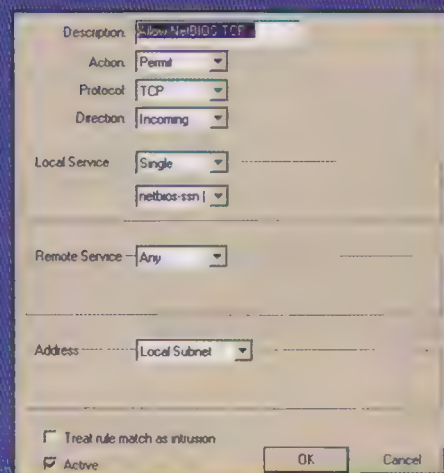 Description: Allow NetBIOS TCP
Action: Permit
Protocol TCP
Direction: Incoming
Local Service Single
netbios-ssn (
Remote Service Any
Address Local Subnet
Treat rule match as intrusion
Active
OK Cancel